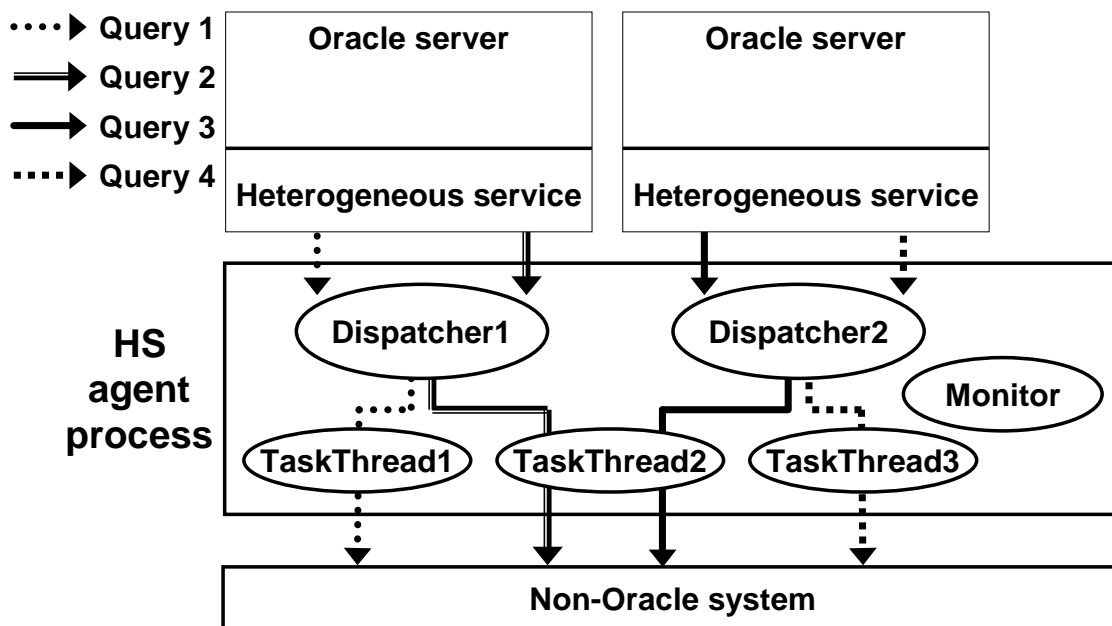 Query 1
Query 2
Query 3
Query 4
Oracle server
Oracle server
Heterogeneous service
Heterogeneous service
HS
agent
process
Dispatcher1
Dispatcher2
Monitor
TaskThread1
TaskThread2
TaskThread3
Non-Oracle system